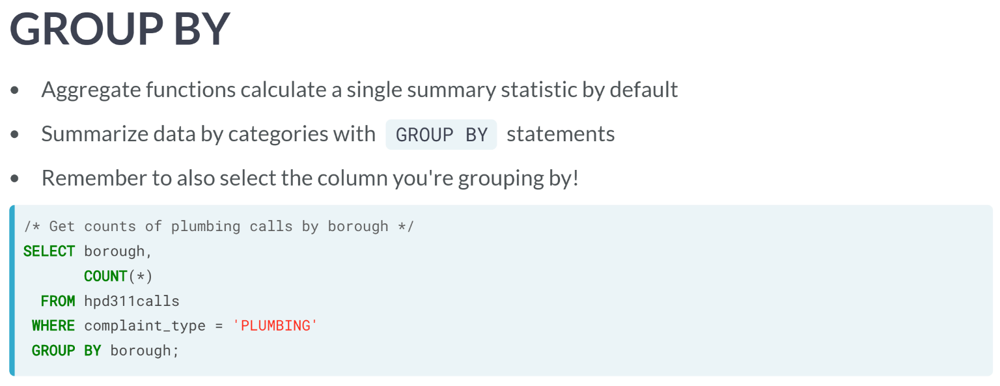 GROUP BY
• Aggregate functions calculate a single summary statistic by default
• Summarize data by categories with GROUP BY statements
• Remember to also select the column you're grouping by!
/* Get counts of plumbing calls by borough */
SELECT borough,
       COUNT(*)
  FROM hpd311calls
 WHERE complaint_type = 'PLUMBING'
 GROUP BY borough;